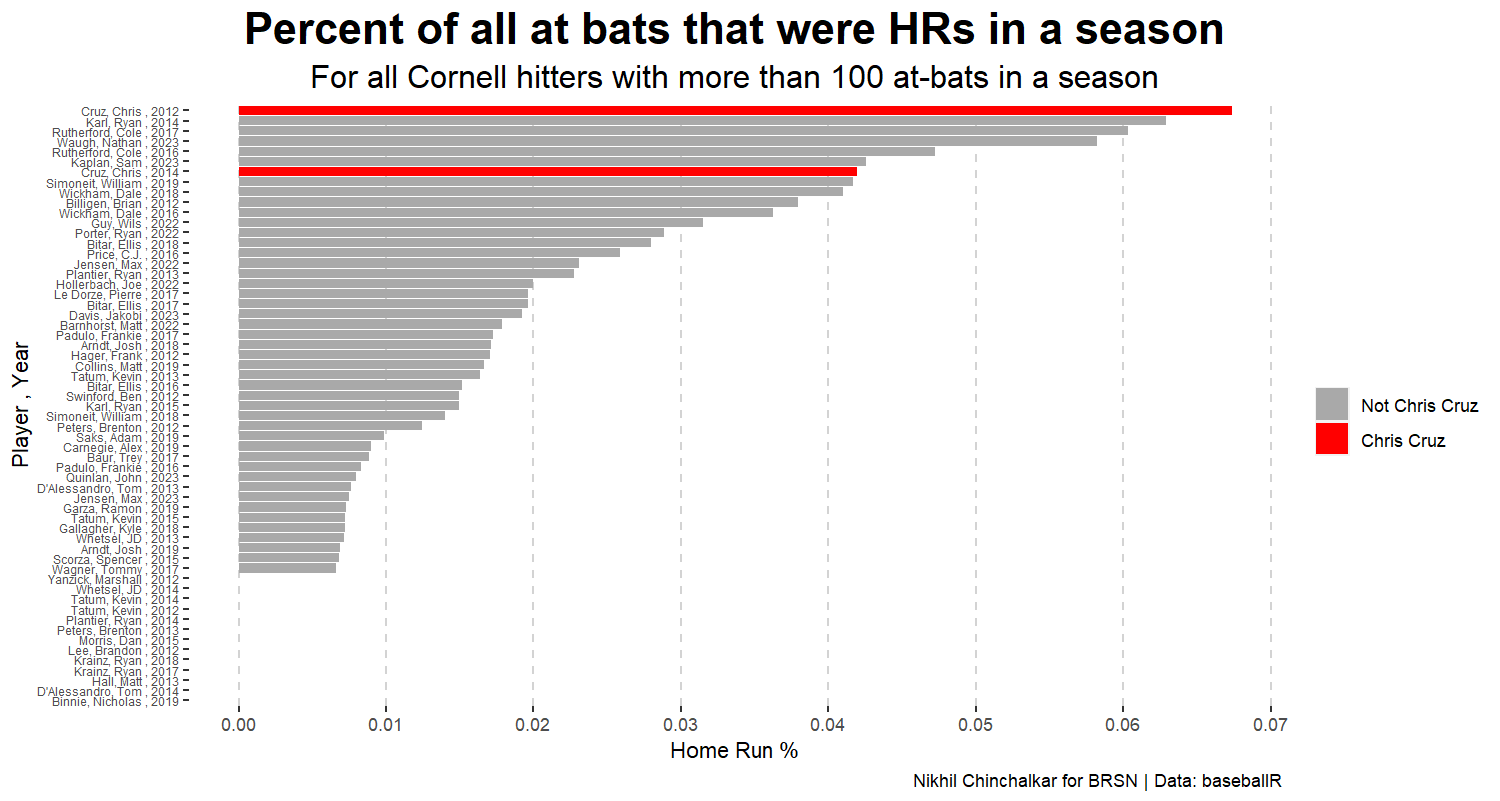 Percent of all at bats that were HRs in a season
For all Cornell hitters with more than 100 at-bats in a season
Cruz, Chris , 2012
Karl, Ryan , 2014
Rutherford, Cole , 2017
Waugh, Nathan , 2023
Rutherford, Cole , 2016
Kaplan, Sam , 2023
Cruz, Chris , 2014
Simoneit, William , 2019
Wickham, Dale , 2018
Billigen, Brian , 2012
Wickham, Dale , 2016
Guy, Wils , 2022
Porter, Ryan , 2022
Bitar, Ellis , 2018
Price, C.J. , 2016
Jensen, Max , 2022
Plantier, Ryan , 2013
Hollerbach, Joe , 2022
Le Dorze, Pierre , 2017
Bitar, Ellis , 2017
Davis, Jakobi , 2023
Barnhorst, Matt , 2022
Padulo, Frankie , 2017
Arndt, Josh , 2018
Hager, Frank , 2012
Collins, Matt , 2019
Tatum, Kevin , 2013
Bitar, Ellis , 2016
Swinford, Ben , 2012
Karl, Ryan , 2015
Simoneit, William , 2018
Peters, Brenton , 2012
Saks, Adam , 2019
Carnegie, Alex , 2019
Baur, Trey , 2017
Padulo, Frankie , 2016
Quinlan, John , 2023
D'Alessandro, Tom , 2013
Jensen, Max , 2023
Garza, Ramon , 2019
Tatum, Kevin , 2015
Gallagher, Kyle , 2018
Whetsel, JD , 2013
Arndt, Josh , 2019
Scorza, Spencer , 2015
Wagner, Tommy , 2017
Yanzick, Marshall , 2012
Whetsel, JD , 2014
Tatum, Kevin , 2014
Tatum, Kevin , 2012
Plantier, Ryan , 2014
Peters, Brenton , 2013
Morris, Dan , 2015
Lee, Brandon , 2012
Krainz, Ryan , 2018
Krainz, Ryan , 2017
Hall, Matt , 2013
D'Alessandro, Tom , 2014
Binnie, Nicholas , 2019
Player , Year
0.00 0.01 0.02 0.03 0.04 0.05 0.06 0.07
Home Run %
Not Chris Cruz
Chris Cruz
Nikhil Chinchalkar for BRSN | Data: baseballR